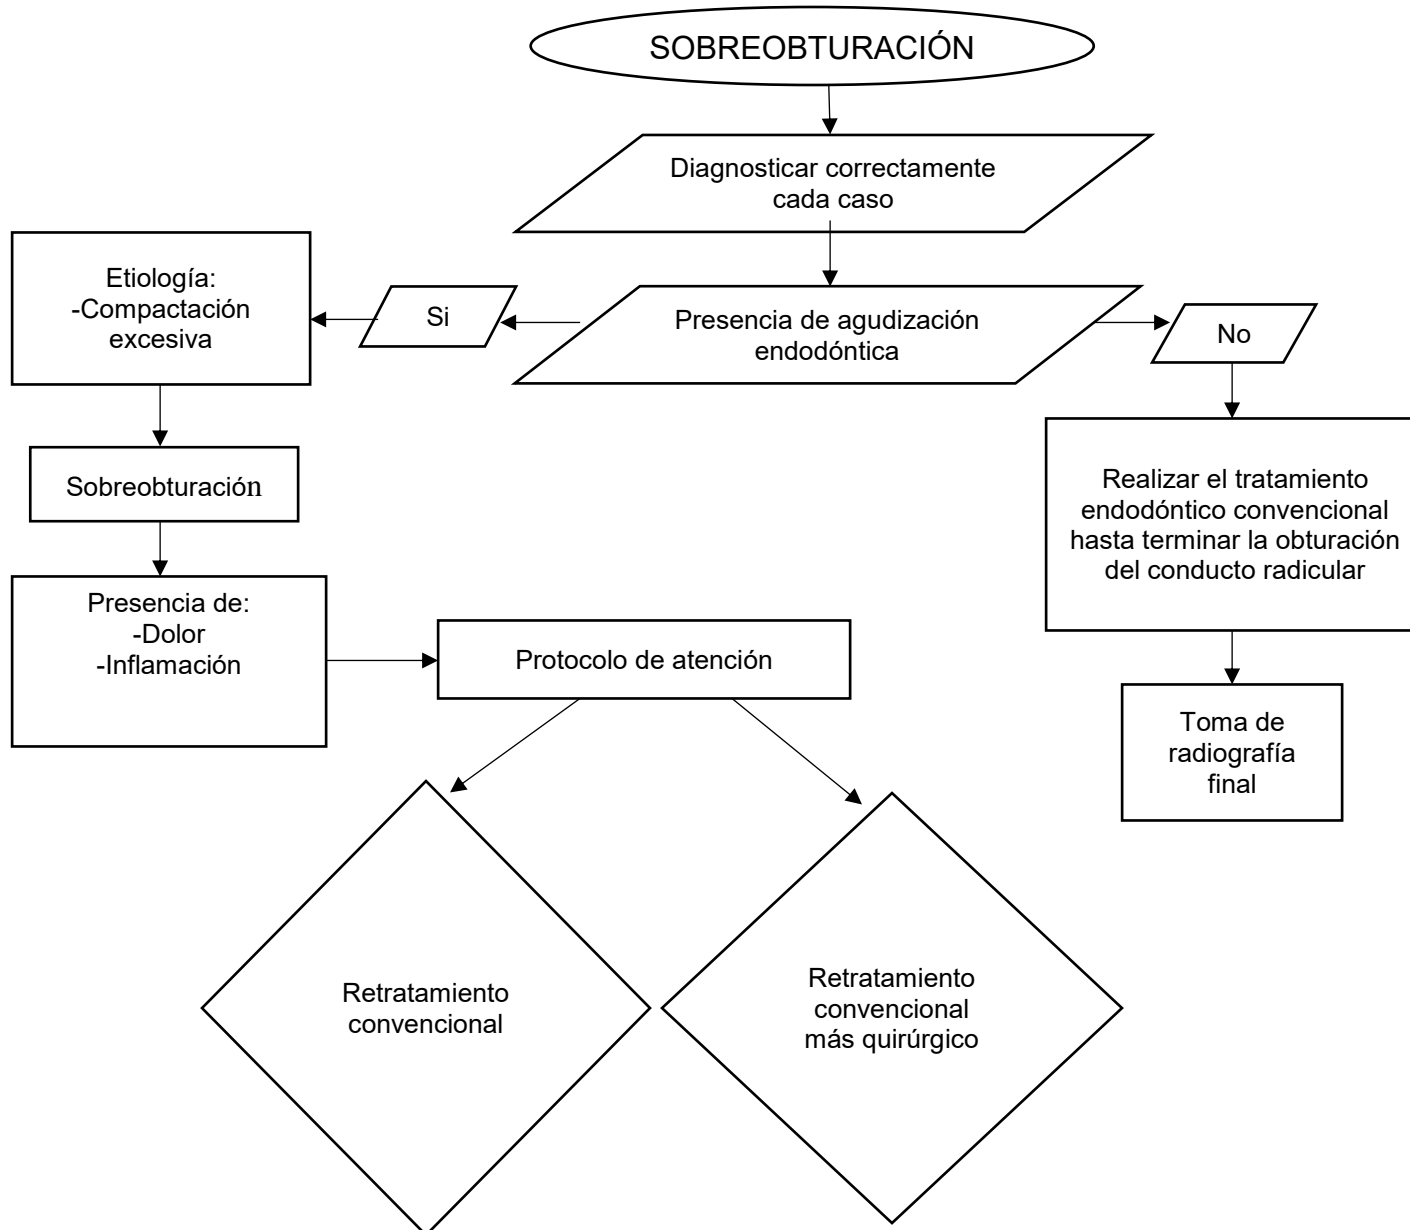 SOBREOBTURACIÓN
Diagnosticar correctamente
cada caso
Etiología:
-Compactación
excesiva
Si
Presencia de agudización
endodóntica
No
Sobreobturación
Realizar el tratamiento
endodóntico convencional
hasta terminar la obturación
del conducto radicular
Presencia de:
-Dolor
-Inflamación
Protocolo de atención
Toma de
radiografía
final
Retratamiento
convencional
Retratamiento
convencional
más quirúrgico